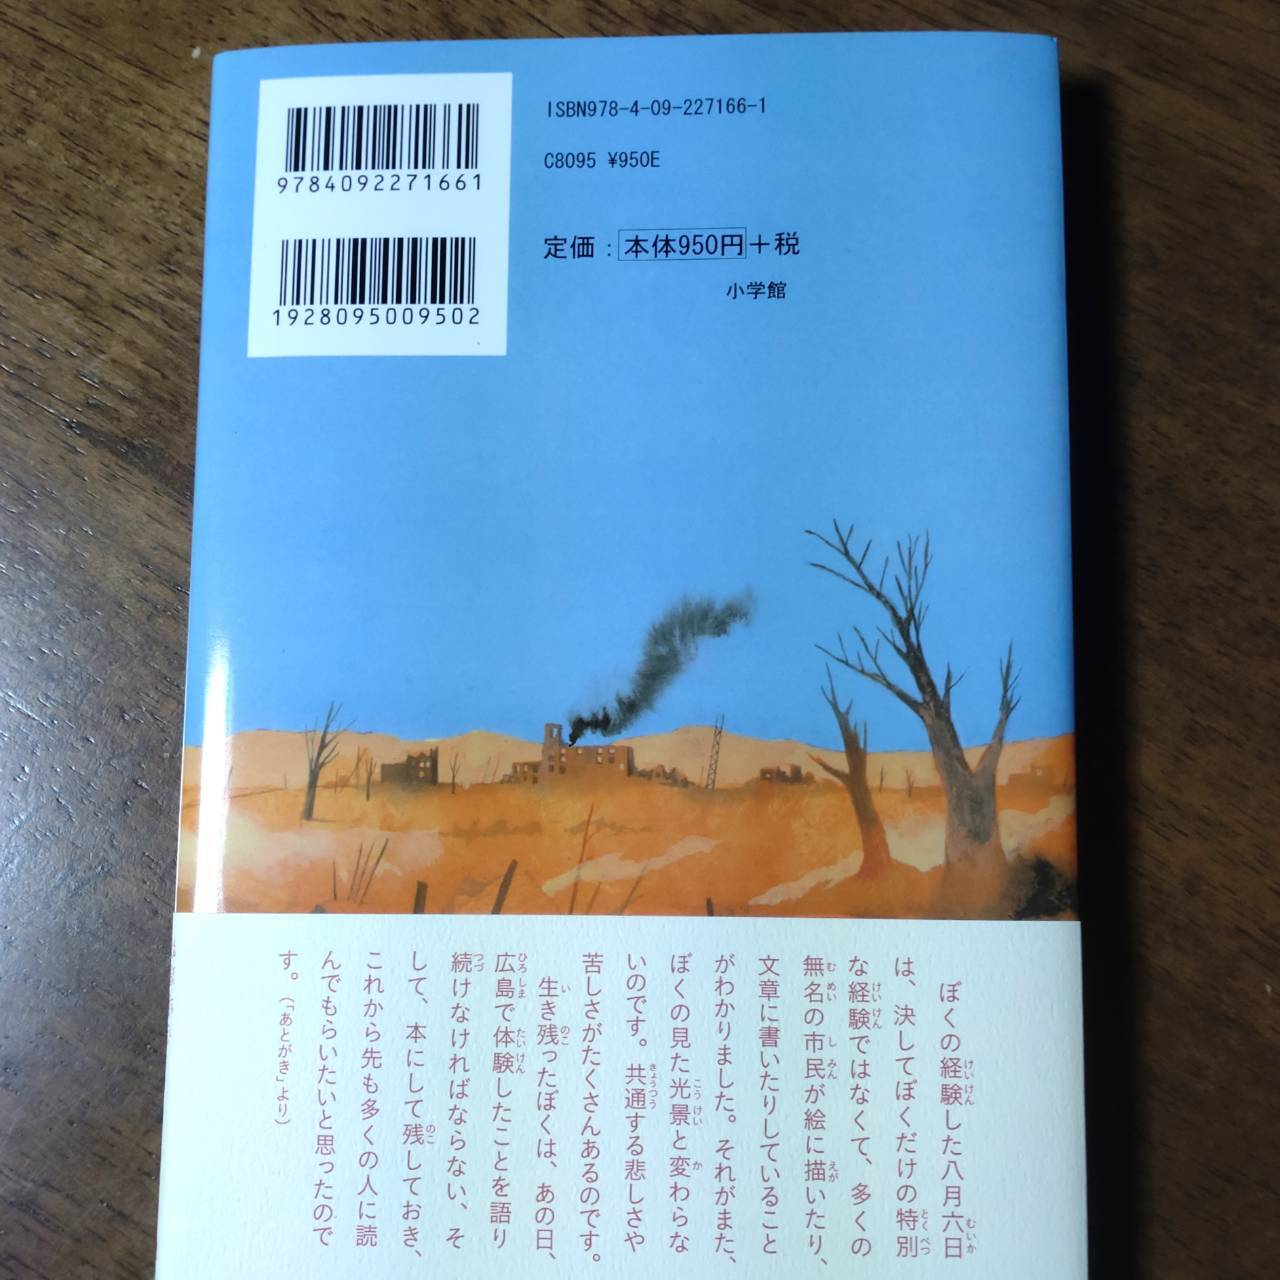 9784092271661
1928095009502
ISBN978-4-09-227166-1
C8095 ¥950E
定価：本体950円＋税
小学館
ぼくの経験した八月六日
は、決してぼくだけの特別
な経験ではなくて、多くの
無名の市民が絵に描いたり、
文章に書いたりしていること
がわかりました。それがまた、
ぼくの見た光景と変わらな
いのです。共通する悲しさや
苦しさがたくさんあるのです。
生き残ったぼくは、あの日、
広島で体験したことを語り
続けなければならない、そ
して、本にして残しておき、
これから先も多くの人に読
んでもらいたいと思ったので
す。（「あとがき」より）